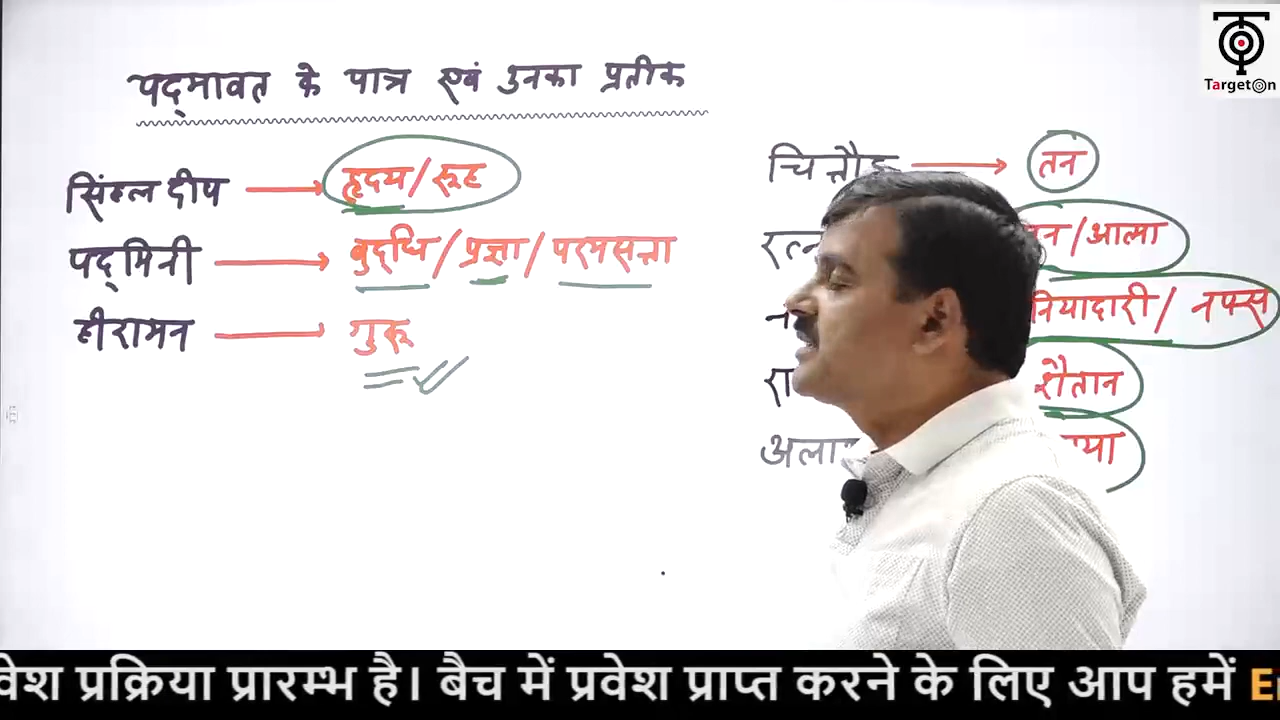 TargetOn
पद्मावत के पात्र एवं उनका प्रतीक
सिंहल दीप → हृदय / रूह
पद्मिनी → बुद्धि / प्रज्ञा / परमसत्ता
हीरामन → गुरू
चित्तौड़ → तन
/ आत्मा
/ नफ्स
शैतान
प्रक्रिया प्रारम्भ है। बैच में प्रवेश प्राप्त करने के लिए आप हमें